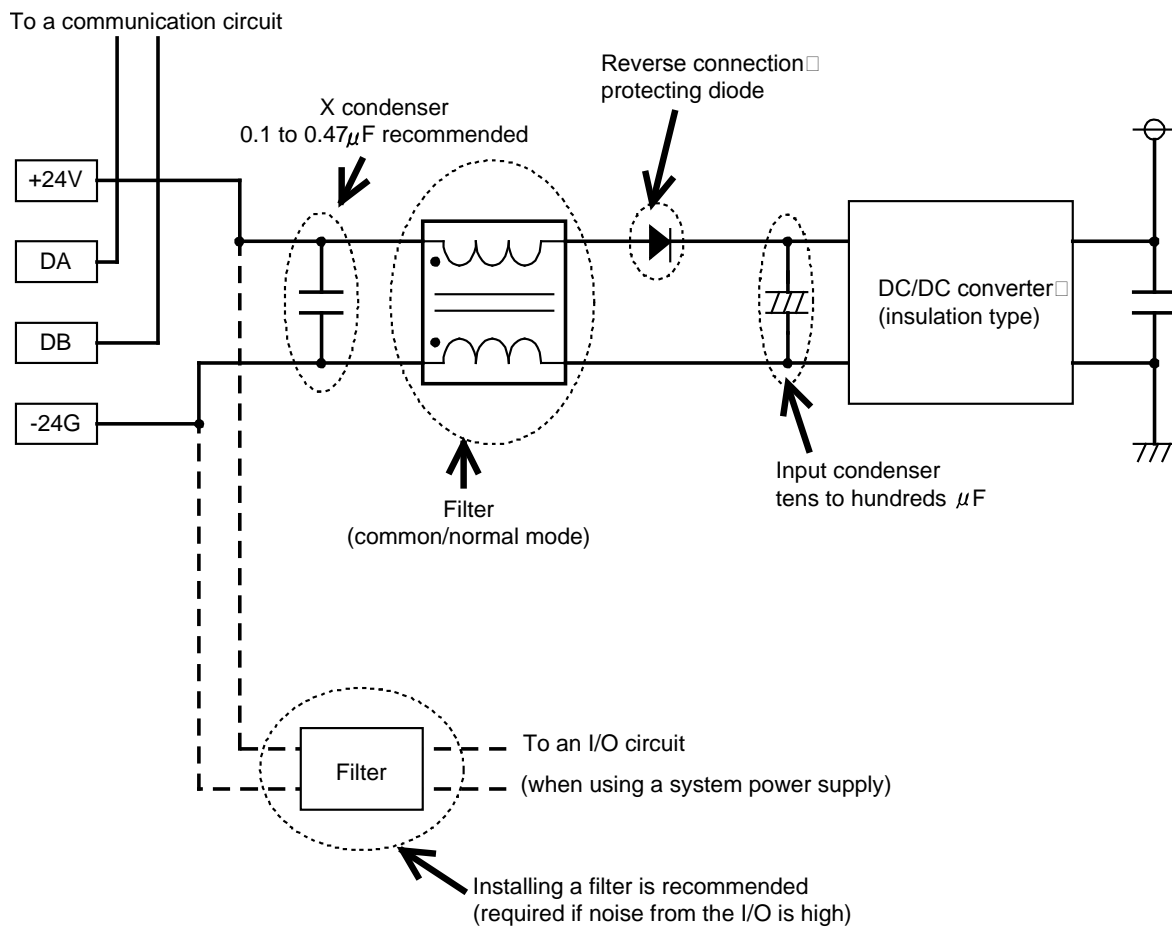 To a communication circuit
Reverse connection
protecting diode
X condenser
0.1 to 0.47μF recommended
+24V
DA
DB
-24G
DC/DC converter
(insulation type)
Input condenser
tens to hundreds μF
Filter
(common/normal mode)
Filter
To an I/O circuit
(when using a system power supply)
Installing a filter is recommended
(required if noise from the I/O is high)